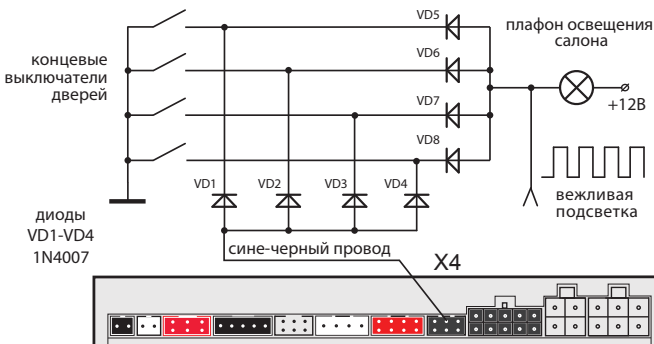 VD5
плафон освещения
салона
концевые
выключатели
дверей
VD6
+12В
VD7
VD8
VD1
VD2
VD3
VD4
вежливая
подсветка
диоды
VD1-VD4
1N4007
сине-черный провод
X4